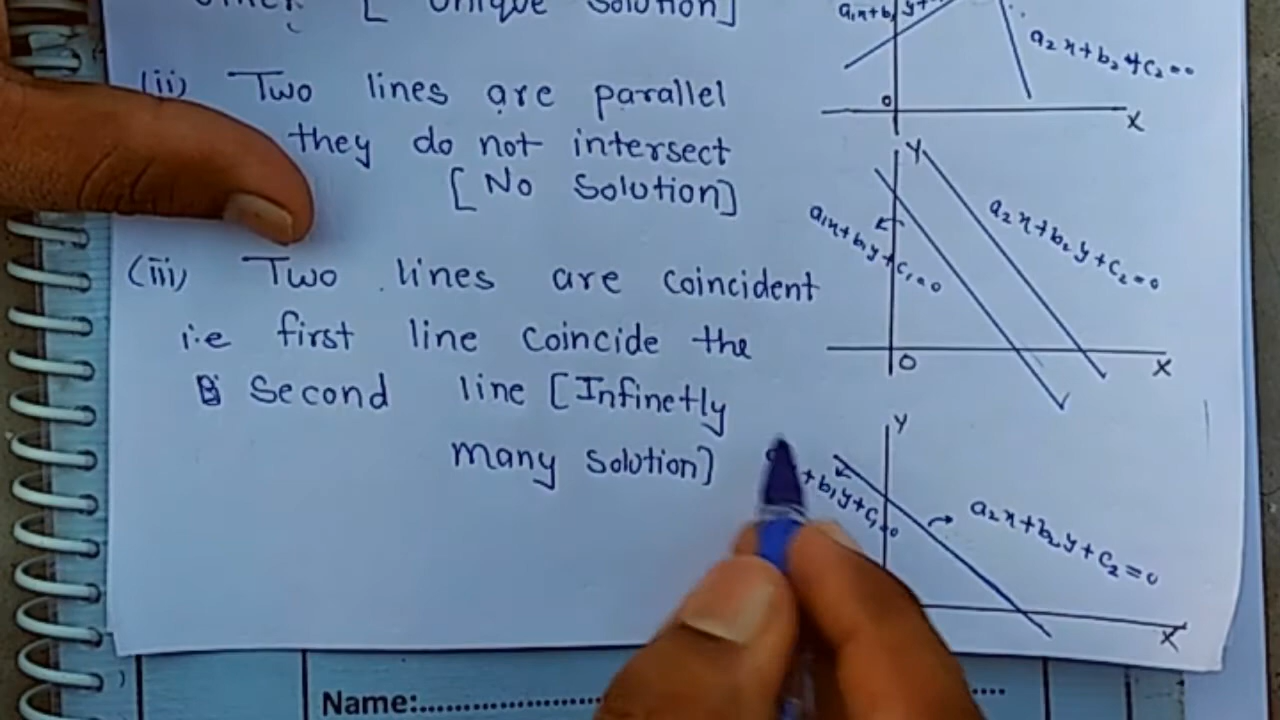 [ Unique Solution]
(ii) Two lines are parallel
they do not intersect
[ No Solution]
(iii) Two lines are coincident
i.e first line coincide the
Second line [Infinetly
many solution]
a₂x+b₂y+c₂=0
O
X
Y
a₁x+b₁y+c₁=0
a₂x+b₂y+c₂=0
O
X
Y
+b₁y+c₁=0
a₂x+b₂y+c₂=0
X
Name: